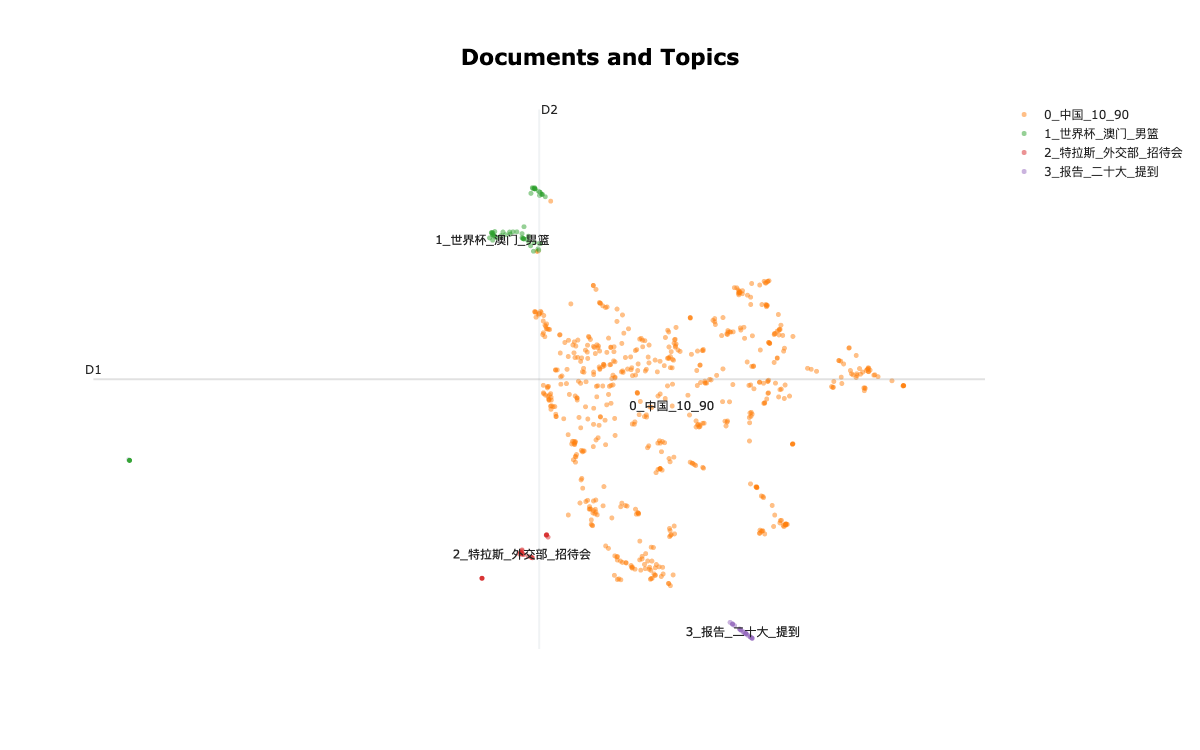 Documents and Topics
D2
0_中国_10_90
1_世界杯_澳门_男篮
2_特拉斯_外交部_招待会
3_报告_二十大_提到
1_世界杯_澳门_男篮
D1
0_中国_10_90
2_特拉斯_外交部_招待会
3_报告_二十大_提到